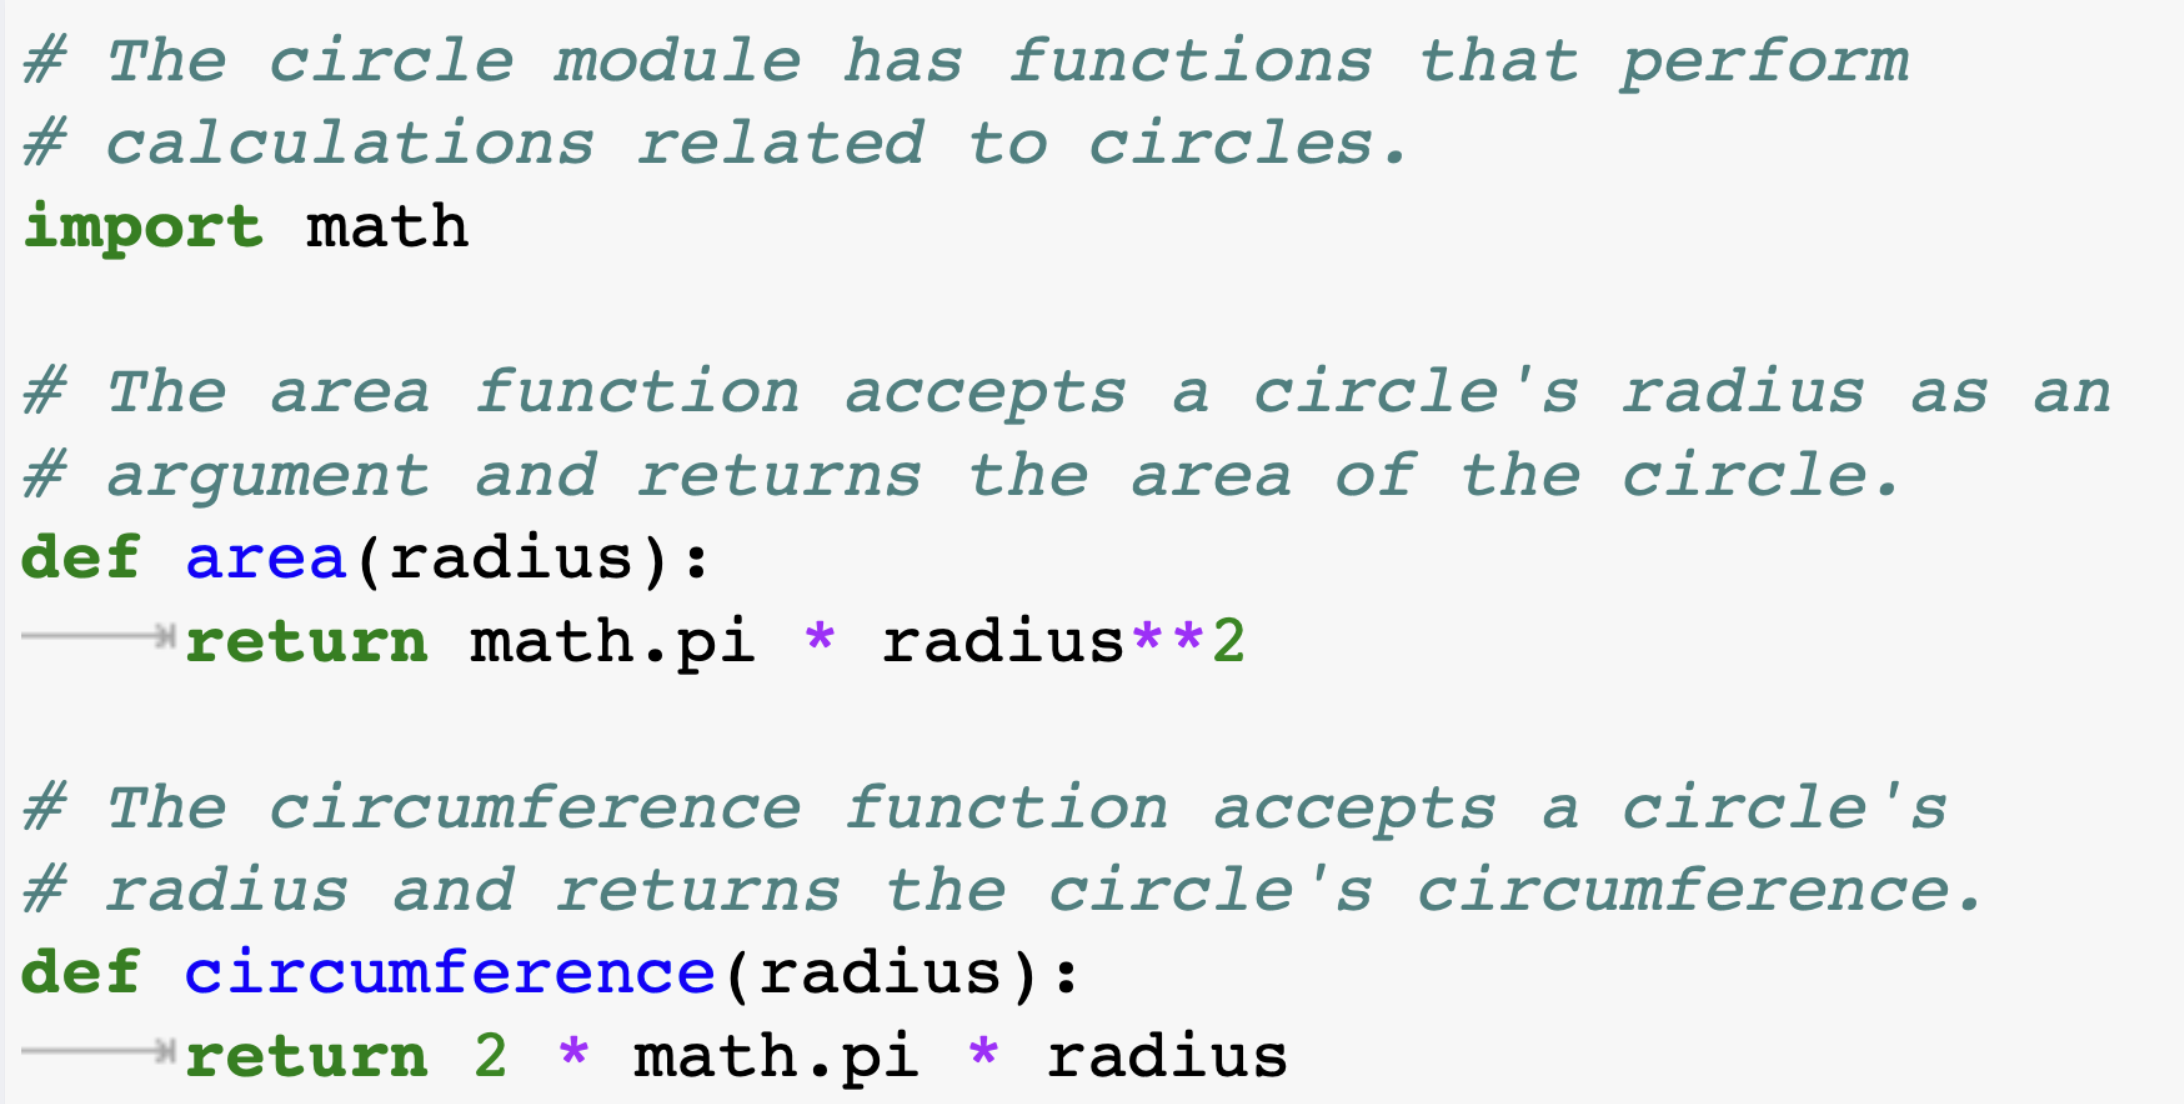 # The circle module has functions that perform
# calculations related to circles.
import math
# The area function accepts a circle's radius as an
# argument and returns the area of the circle.
def area(radius):
return math.pi * radius**2
# The circumference function accepts a circle's
# radius and returns the circle's circumference.
def circumference(radius):
return 2 * math.pi * radius